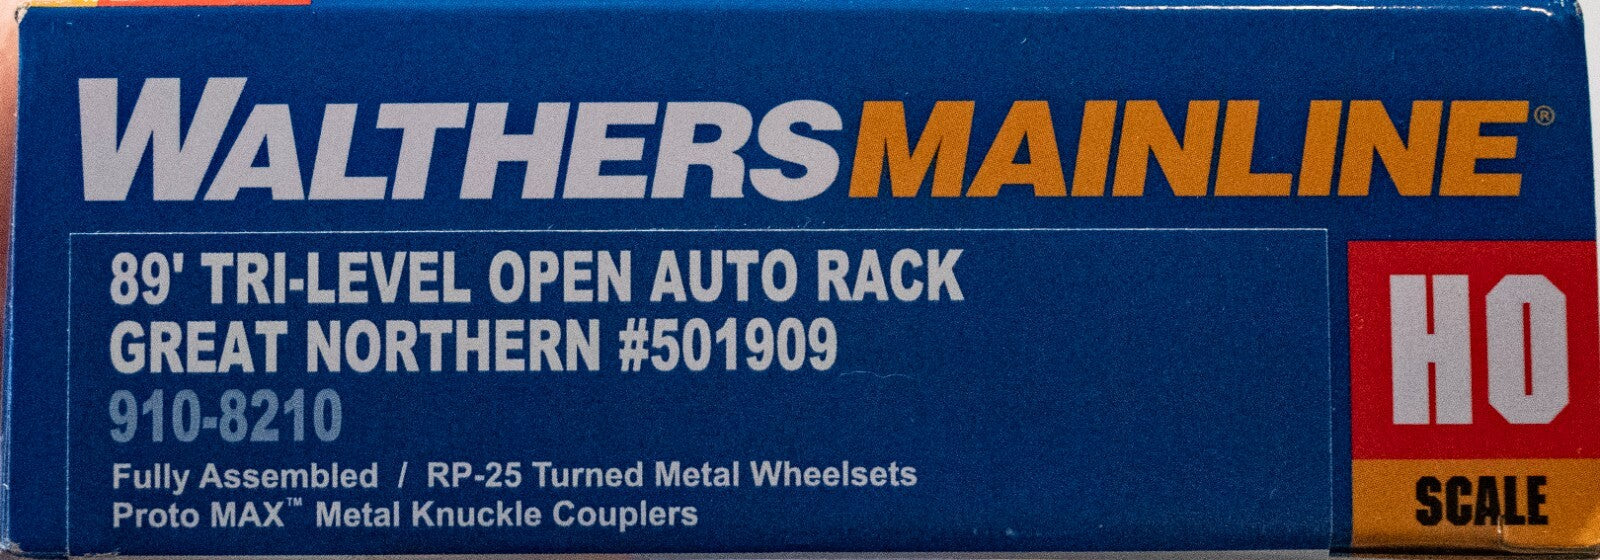 WALTHERSMAINLINE®
89' TRI-LEVEL OPEN AUTO RACK
GREAT NORTHERN #501909
910-8210
Fully Assembled / RP-25 Turned Metal Wheelsets
Proto MAX™ Metal Knuckle Couplers
HO
SCALE